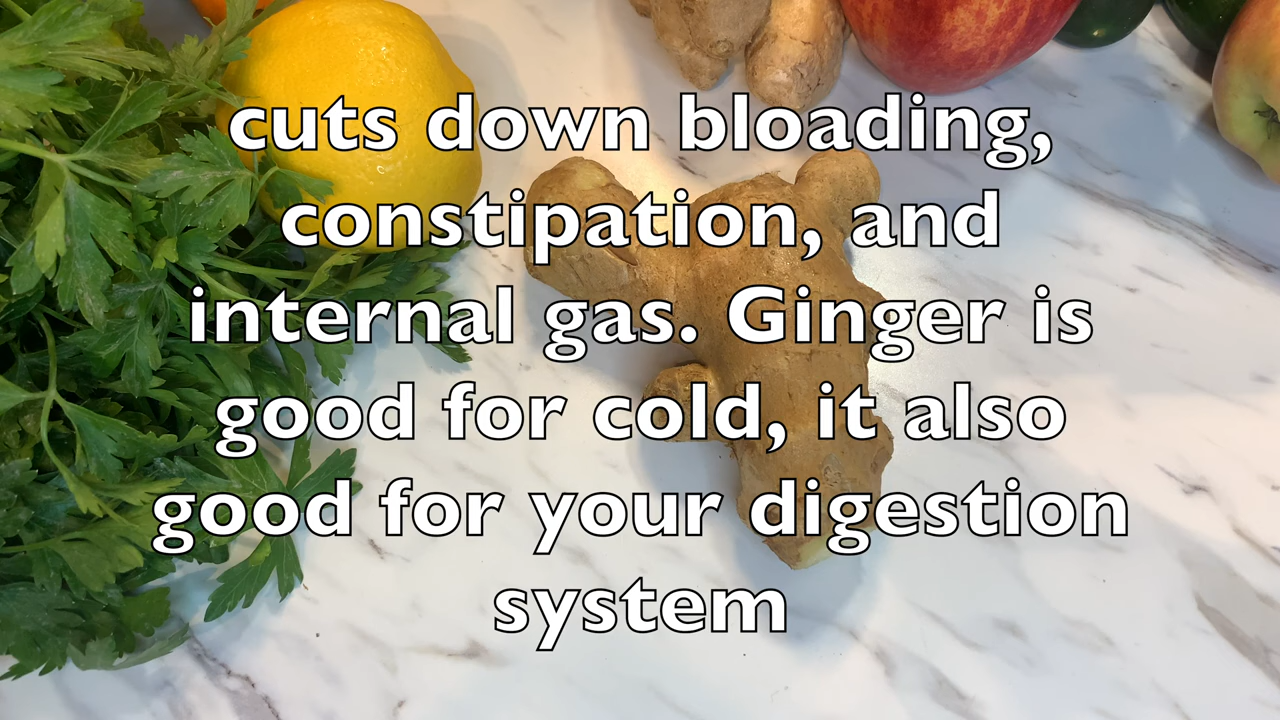 cuts down bloading,
constipation, and
internal gas. Ginger is
good for cold, it also
good for your digestion
system